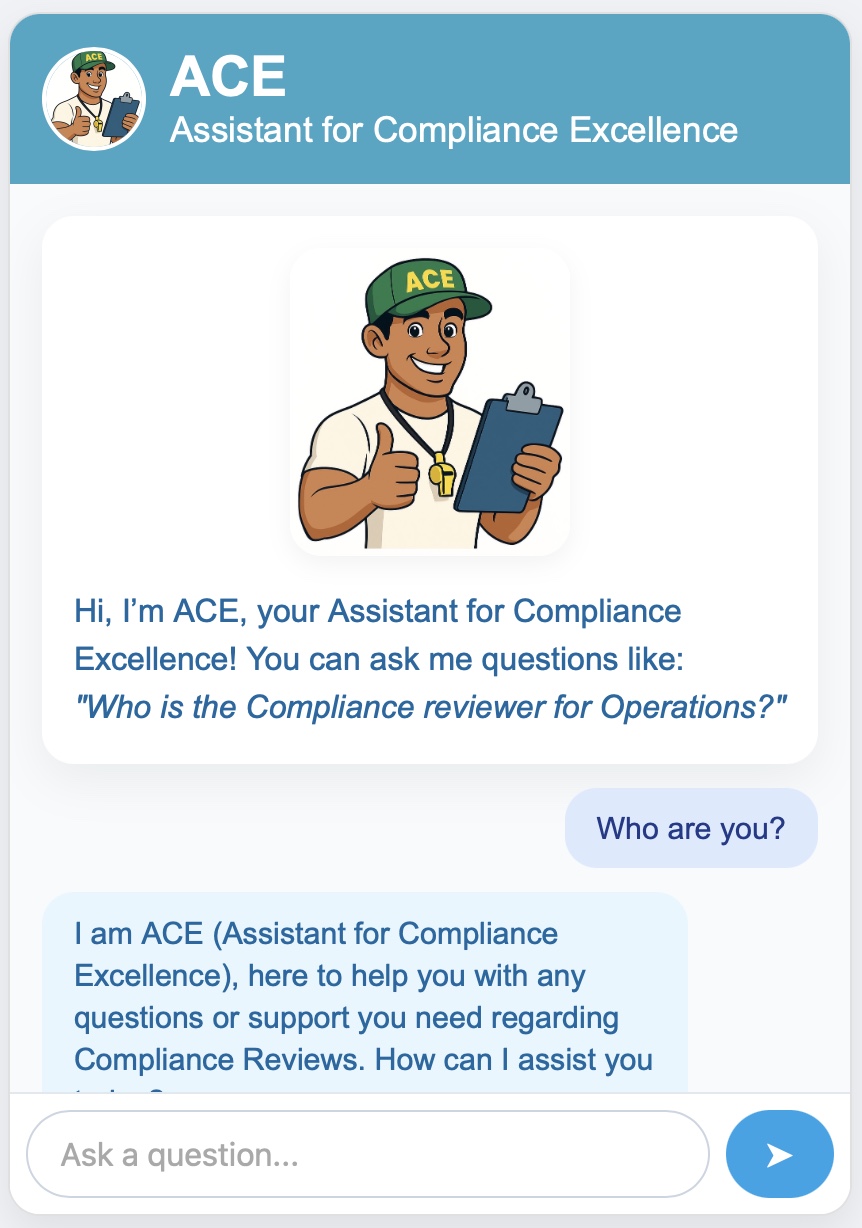 ACE
ACE
Assistant for Compliance Excellence
ACE
Hi, I’m ACE, your Assistant for Compliance
Excellence! You can ask me questions like:
"Who is the Compliance reviewer for Operations?"
Who are you?
I am ACE (Assistant for Compliance
Excellence), here to help you with any
questions or support you need regarding
Compliance Reviews. How can I assist you
Ask a question...